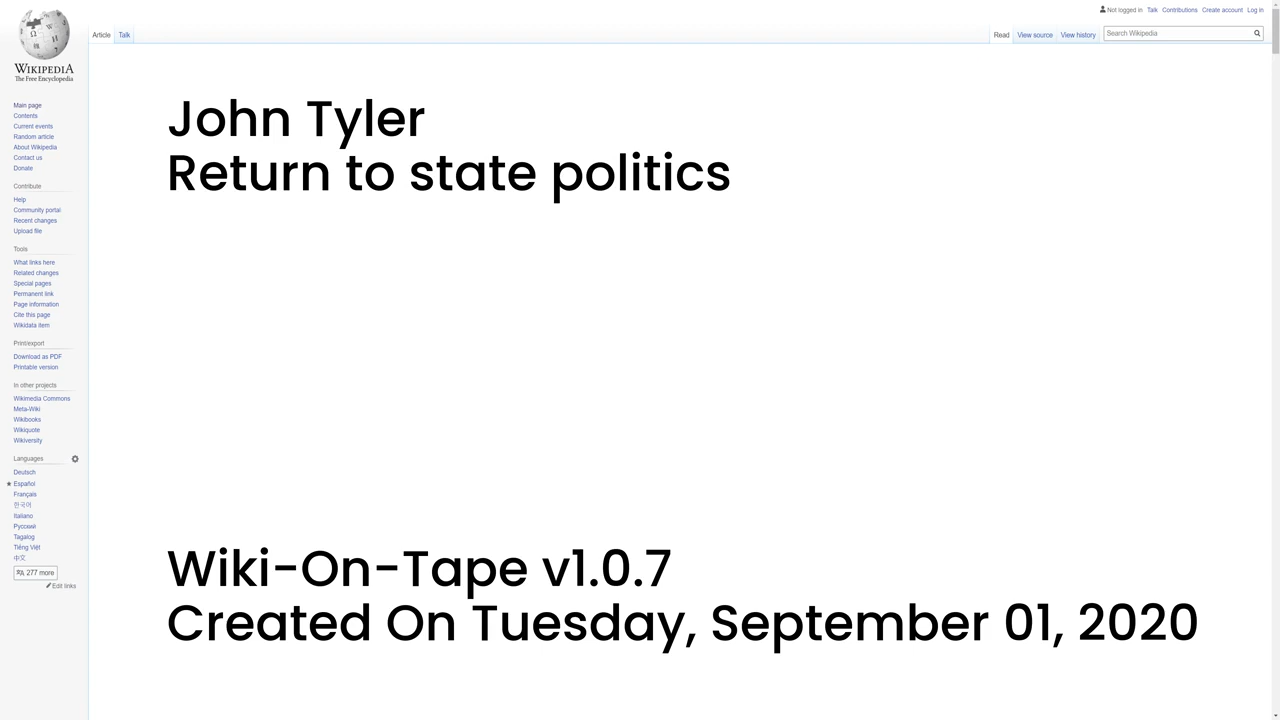 Not logged in Talk Contributions Create account Log in
Article Talk Read View source View history Search Wikipedia
WIKIPEDIA
The Free Encyclopedia
Main page
Contents
Current events
Random article
About Wikipedia
Contact us
Donate
Contribute
Help
Community portal
Recent changes
Upload file
Tools
What links here
Related changes
Special pages
Permanent link
Page information
Cite this page
Wikidata item
Print/export
Download as PDF
Printable version
In other projects
Wikimedia Commons
Meta-Wiki
Wikibooks
Wikiquote
Wikiversity
Languages
Deutsch
Español
Français
한국어
Italiano
Русский
Tagalog
Tiếng Việt
中文
277 more
Edit links
John Tyler
Return to state politics
Wiki-On-Tape v1.0.7
Created On Tuesday, September 01, 2020